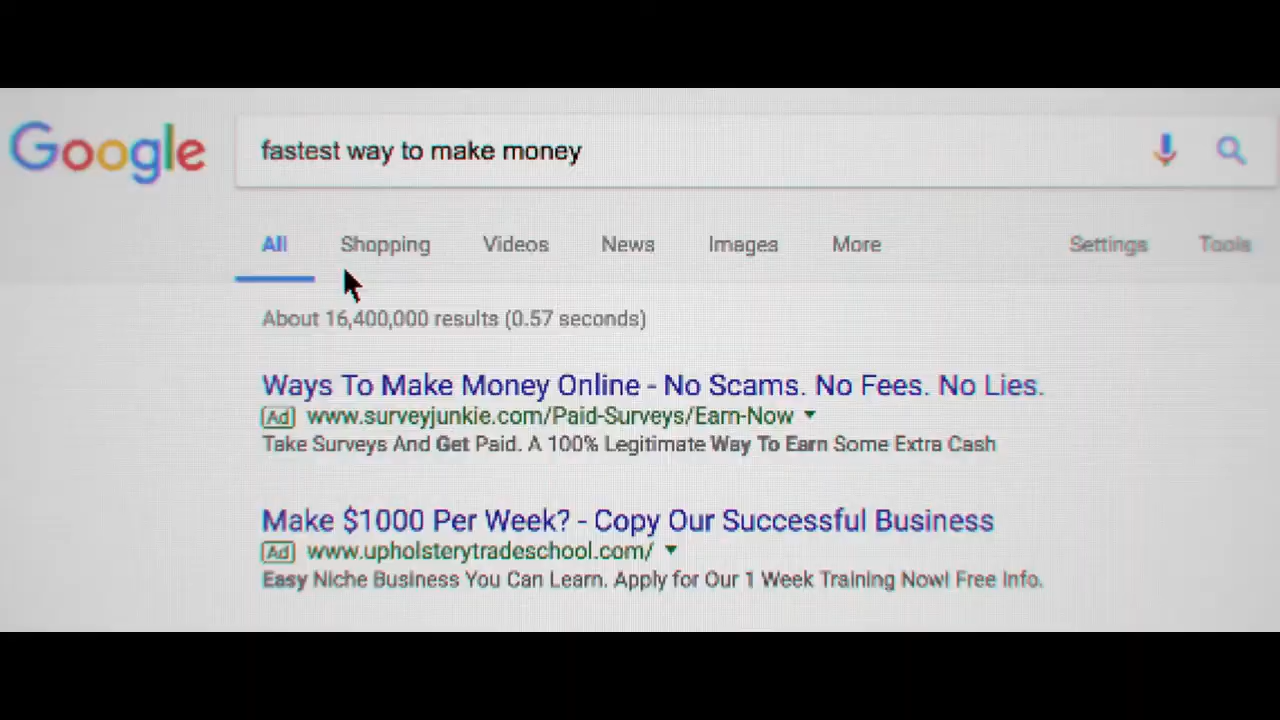 Google
fastest way to make money
All Shopping Videos News Images More Settings Tools
About 16,400,000 results (0.57 seconds)
Ways To Make Money Online - No Scams. No Fees. No Lies.
Ad www.surveyjunkie.com/Paid-Surveys/Earn-Now
Take Surveys And Get Paid. A 100% Legitimate Way To Earn Some Extra Cash
Make $1000 Per Week? - Copy Our Successful Business
Ad www.upholsterytradeschool.com/
Easy Niche Business You Can Learn. Apply for Our 1 Week Training Now! Free Info.